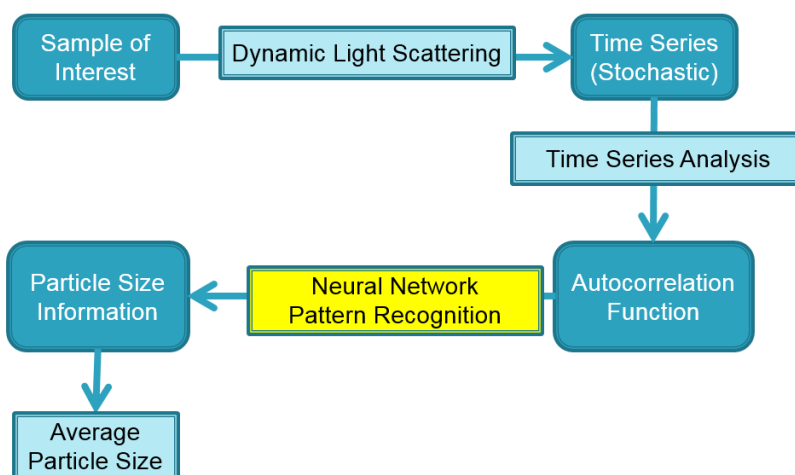 Sample of
Interest
Dynamic Light Scattering
Time Series
(Stochastic)
Time Series Analysis
Autocorrelation
Function
Neural Network
Pattern Recognition
Particle Size
Information
Average
Particle Size